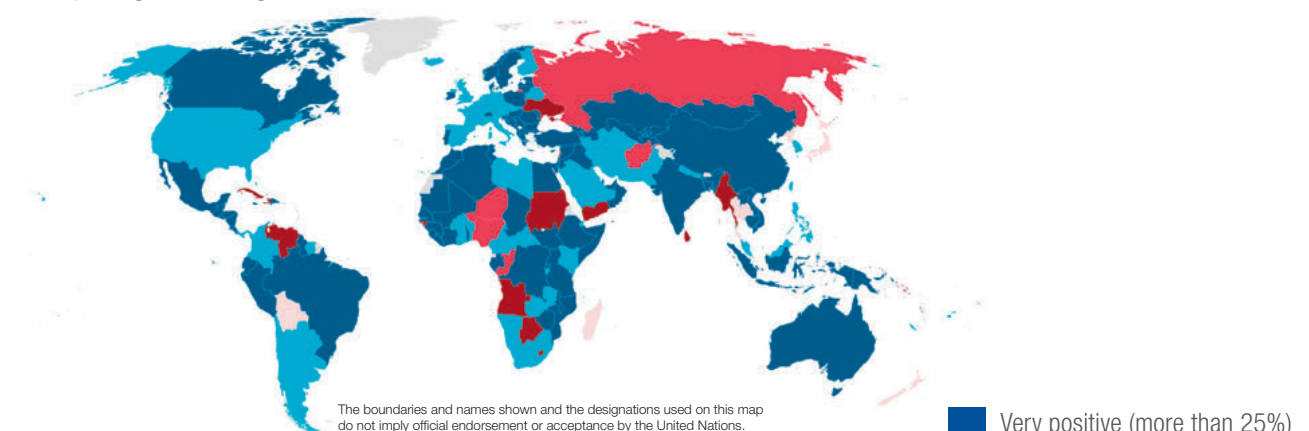 The boundaries and names shown and the designations used on this map
do not imply official endorsement or acceptance by the United Nations.
Very positive (more than 25%)